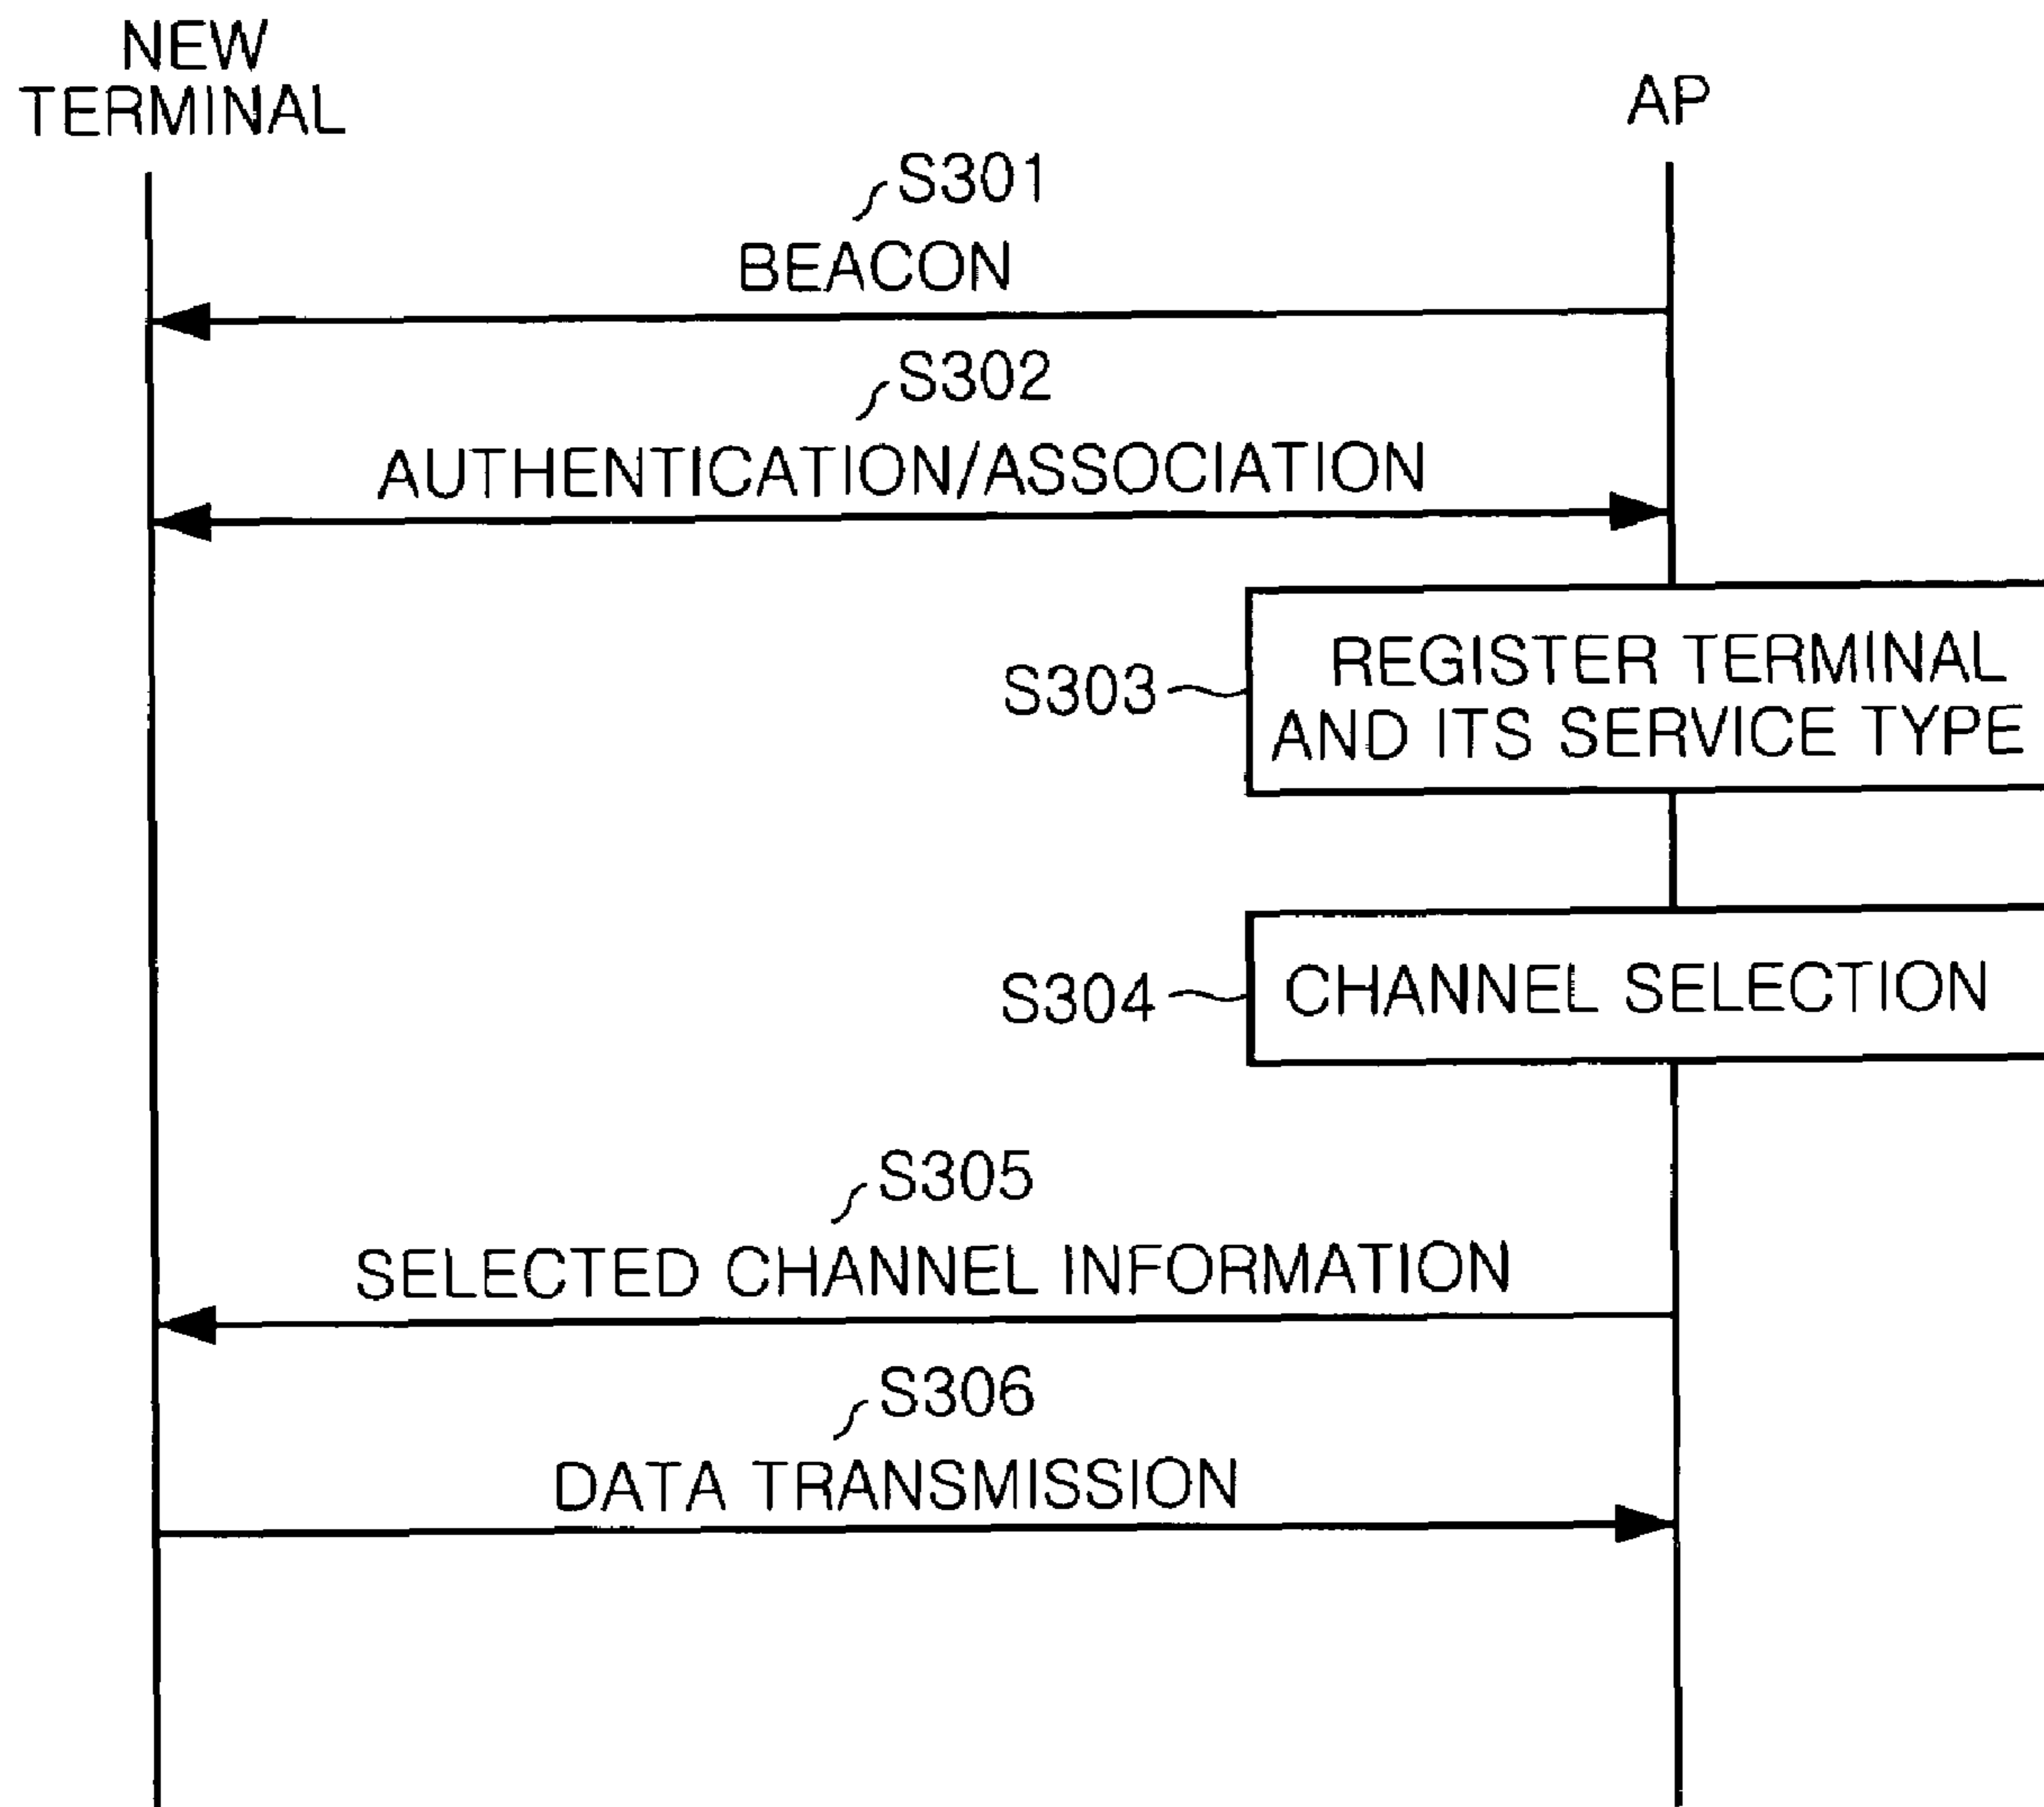 NEW
TERMINAL
AP
S301
BEACON
S302
AUTHENTICATION/ASSOCIATION
S303
REGISTER TERMINAL
AND ITS SERVICE TYPE
S304
CHANNEL SELECTION
S305
SELECTED CHANNEL INFORMATION
S306
DATA TRANSMISSION